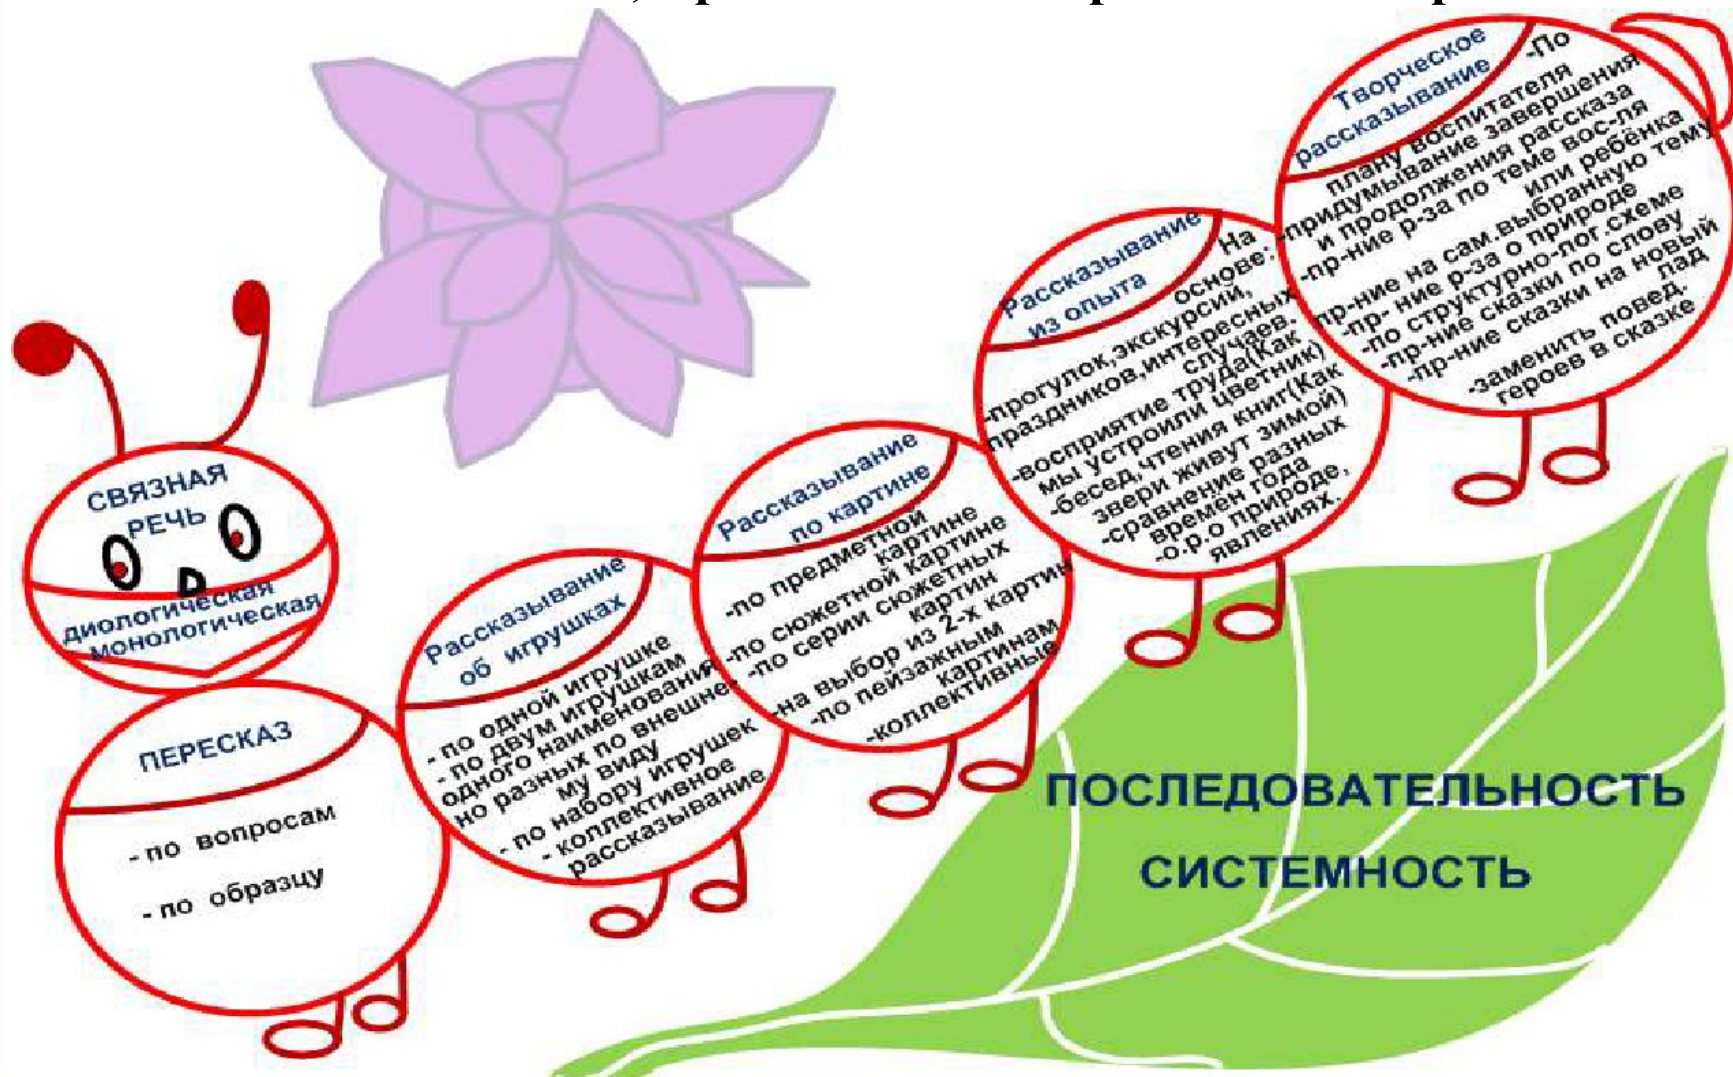 СВЯЗНАЯ
РЕЧЬ
диологическая
монологическая
ПЕРЕСКАЗ
- по вопросам
- по образцу
Рассказывание
об игрушках
- по одной игрушке
- по двум игрушкам
одного наименования
но разных по внешне-
му виду
- по набору игрушек
- коллективное
рассказывание
Рассказывание
по картине
-по предметной
картине
-по сюжетной картине
-по серии сюжетных
картин
-на выбор из 2-х картин
-по пейзажным
картинам
-коллективные
Рассказывание
из опыта
На
основе:
-прогулок,экскурсий,
праздников,интересных
случаев.
-восприятие труда(Как
мы устроили цветник)
-бесед,чтения книг(Как
звери живут зимой)
-сравнение разных
времен года
-о.р.о природе,
явлениях.
Творческое
рассказывание
-По
плану воспитателя
-придумывание завершения
и продолжения рассказа
-пр-ние р-за по теме вос-ля
или ребёнка
-пр-ние на сам.выбранную тему
-пр- ние р-за о природе
-по структурно-лог.схеме
-пр-ние сказки по слову
-пр-ние сказки на новый
лад
-заменить повед.
героев в сказке
ПОСЛЕДОВАТЕЛЬНОСТЬ
СИСТЕМНОСТЬ